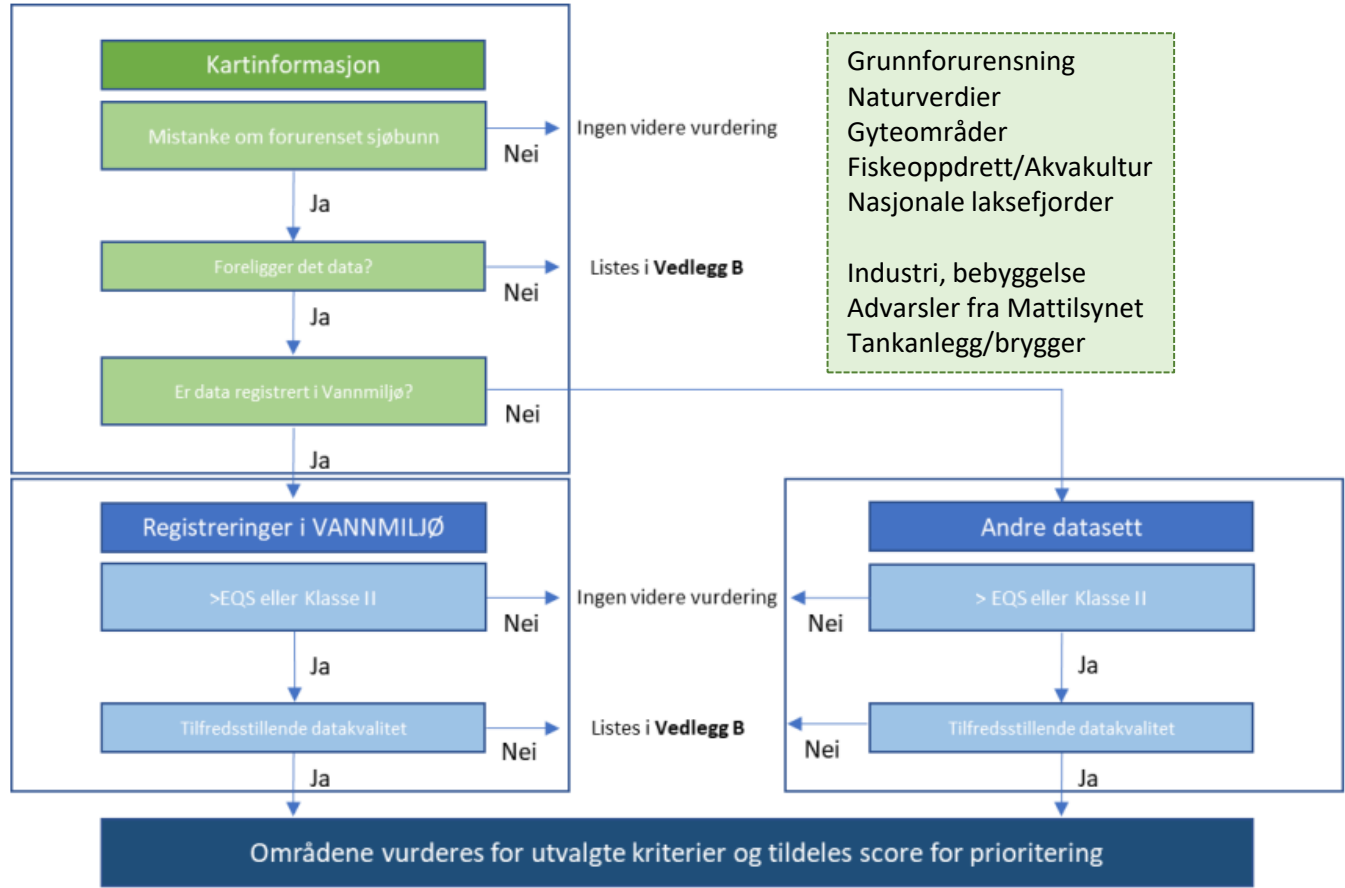 Kartinformasjon
Mistanke om forurenset sjøbunn
Nei
Ingen videre vurdering
Ja
Foreligger det data?
Nei
Listes i Vedlegg B
Ja
Er data registrert i Vannmiljø?
Nei
Ja
Grunnforurensning
Naturverdier
Gyteområder
Fiskeoppdrett/Akvakultur
Nasjonale laksefjorder
Industri, bebyggelse
Advarsler fra Mattilsynet
Tankanlegg/brygger
Registreringer i VANNMILJØ
>EQS eller Klasse II
Nei
Ingen videre vurdering
Ja
Tilfredsstillende datakvalitet
Nei
Listes i Vedlegg B
Ja
Andre datasett
> EQS eller Klasse II
Nei
Ja
Tilfredsstillende datakvalitet
Nei
Ja
Områdene vurderes for utvalgte kriterier og tildeles score for prioritering